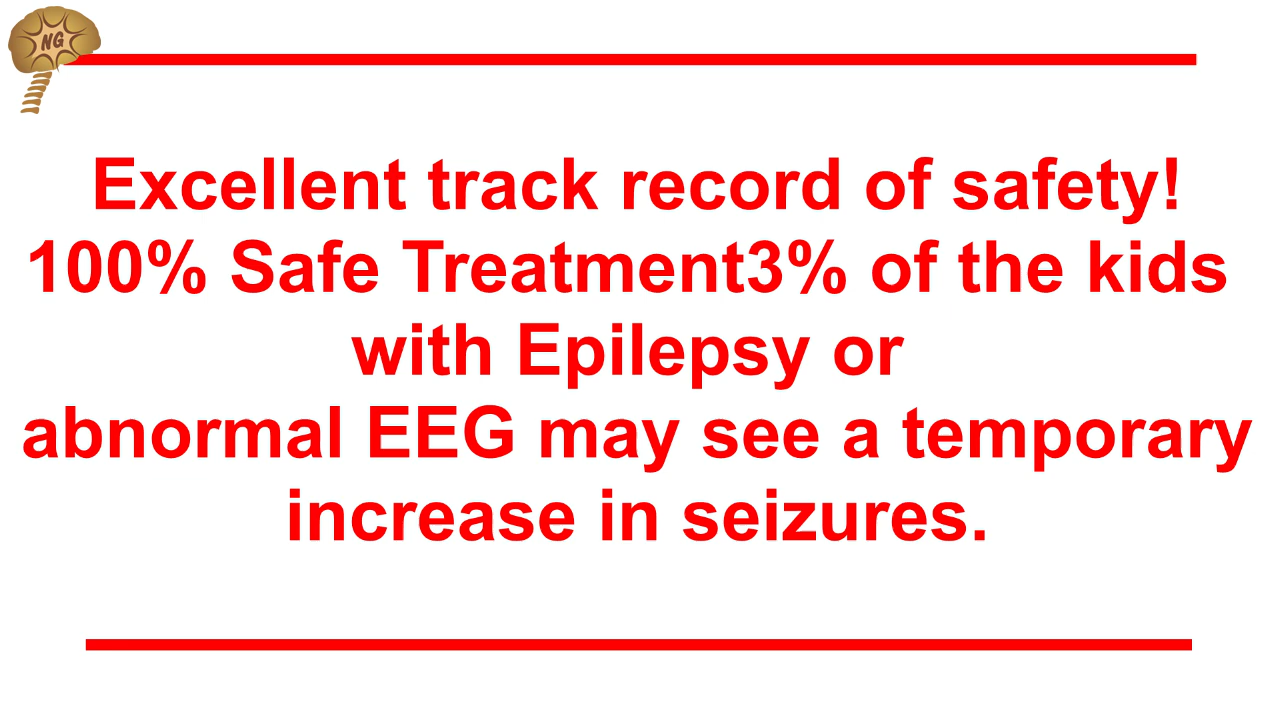 NG
Excellent track record of safety!
100% Safe Treatment3% of the kids
with Epilepsy or
abnormal EEG may see a temporary
increase in seizures.